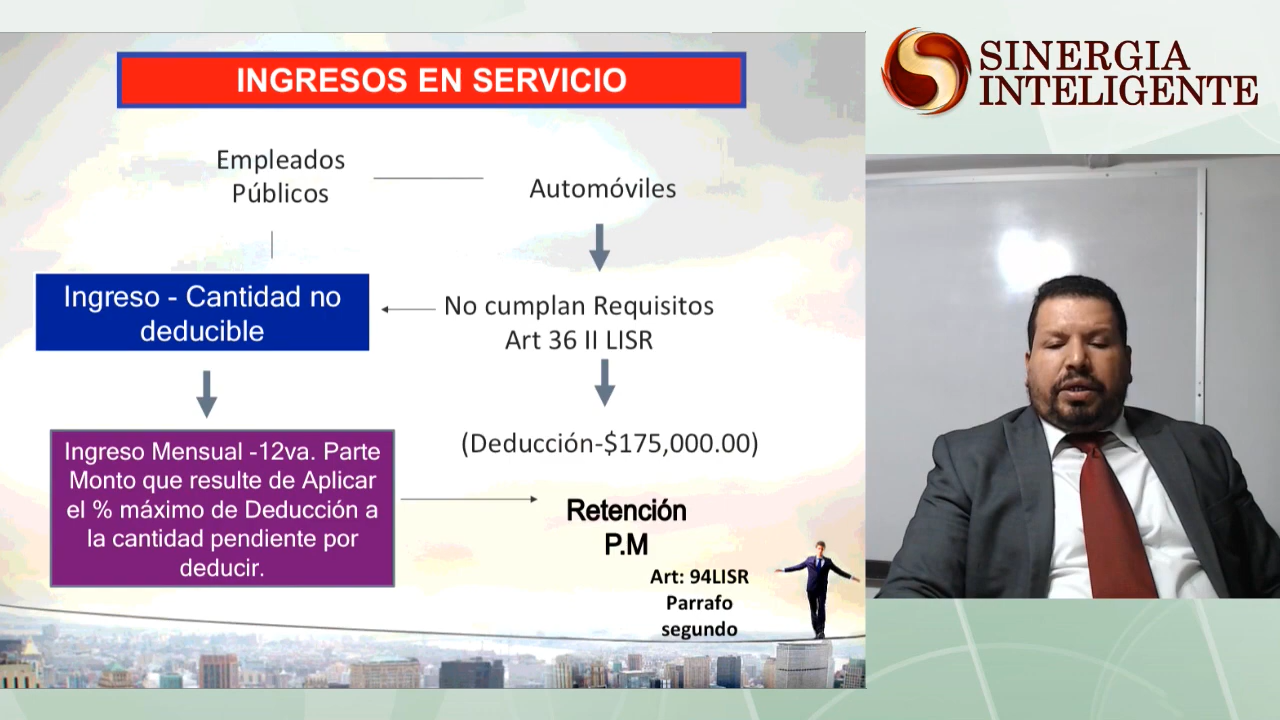 INGRESOS EN SERVICIO
Empleados
Públicos
Automóviles
Ingreso - Cantidad no
deducible
No cumplan Requisitos
Art 36 II LISR
Ingreso Mensual -12va. Parte
Monto que resulte de Aplicar
el % máximo de Deducción a
la cantidad pendiente por
deducir.
(Deducción-$175,000.00)
Retención
P.M
Art: 94LISR
Parrafo
segundo
SINERGIA
INTELIGENTE